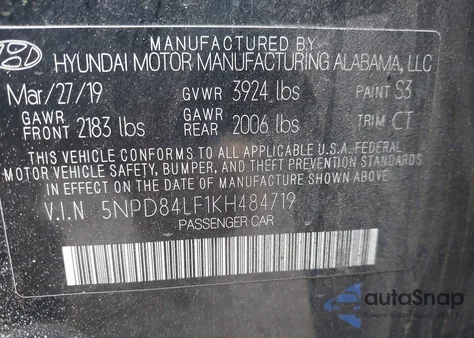 MANUFACTURED BY
HYUNDAI MOTOR MANUFACTURING ALABAMA, LLC
Mar/27/19 GVWR 3924 lbs PAINT S3
GAWR FRONT 2183 lbs GAWR REAR 2006 lbs TRIM CT
THIS VEHICLE CONFORMS TO ALL APPLICABLE U.S.A. FEDERAL
MOTOR VEHICLE SAFETY, BUMPER, AND THEFT PREVENTION
STANDARDS IN EFFECT ON THE DATE OF MANUFACTURE
SHOWN ABOVE.
V.I.N 5NPD84LF1KH484719
PASSENGER CAR
autoSnap